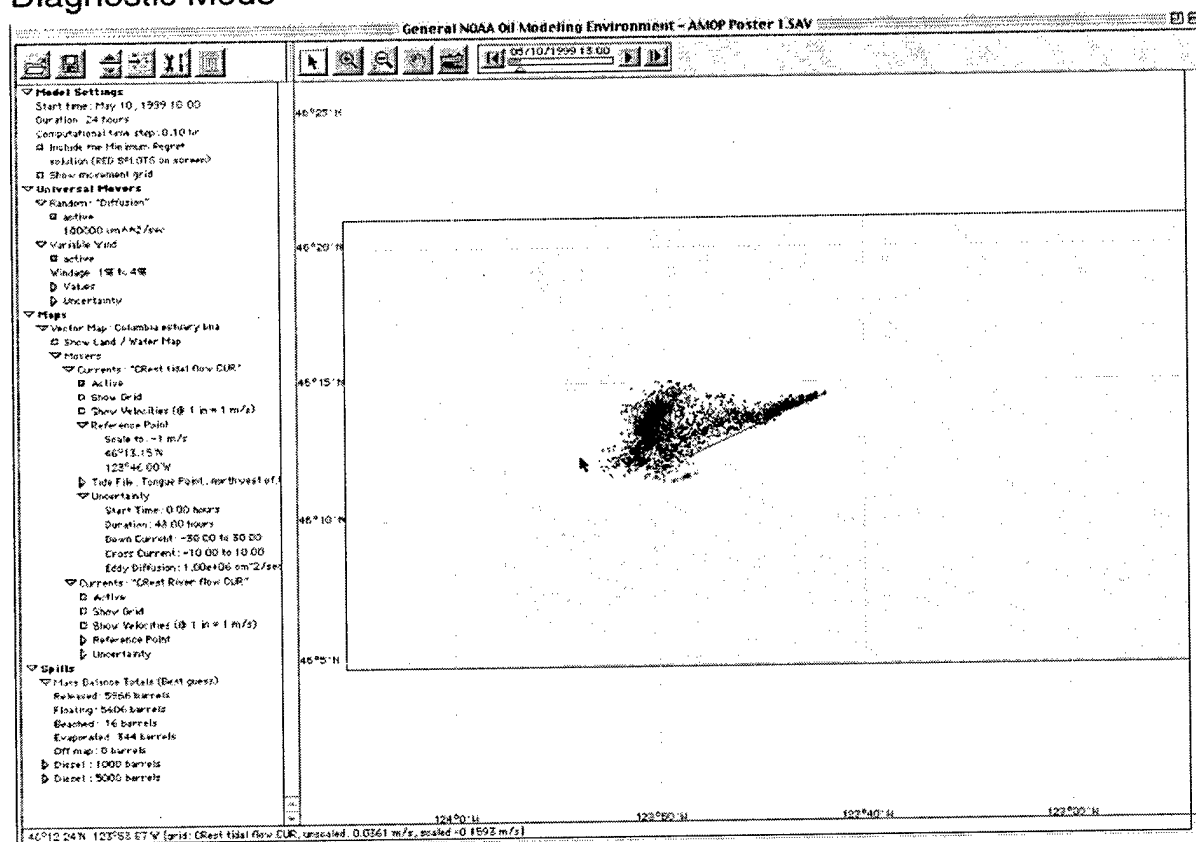 Diagnostic Mode
General NOAA Oil Modeling Environment - AMOP Poster 1.SAV
05/10/1999 13:00
Model Settings
Start time: May 10, 1999 10:00
Duration: 24 hours
Computational time step: 0.10 hr
Include the Minimum Regret
solution (RED SPLOTS on screen)
Show movement grid
Universal Movers
Random: "Diffusion"
active
100000 cm^2/sec
Variable Wind
active
Windage: 1% to 4%
Values
Uncertainty
Maps
Vector Map: Columbia estuary bna
Show Land / Water Map
Movers
Currents: "CRest tidal flow CUR"
Active
Show Grid
Show Velocities (@ 1 in = 1 m/s)
Reference Point
Scale to: -1 m/s
46°13.15'N
123°46.00'W
Tide File: Tongue Point, northwest of
Uncertainty
Start Time: 0.00 hours
Duration: 48.00 hours
Down Current: -30.00 to 30.00
Cross Current: -10.00 to 10.00
Eddy Diffusion: 1.00e+06 cm^2/sec
Currents: "CRest River flow CUR"
Active
Show Grid
Show Velocities (@ 1 in = 1 m/s)
Reference Point
Uncertainty
Spills
Mass Balance Totals (Best guess)
Released: 5966 barrels
Floating: 5606 barrels
Beached: 16 barrels
Evaporated: 344 barrels
Off map: 0 barrels
Diesel: 1000 barrels
Diesel: 5000 barrels
46°25'N
46°20'N
46°15'N
46°10'N
46°5'N
124°0'W
123°50'W
123°40'W
46°12.24'N 123°53.67'W (grid: CRest tidal flow CUR, unscaled: 0.0361 m/s, scaled -0.1593 m/s)